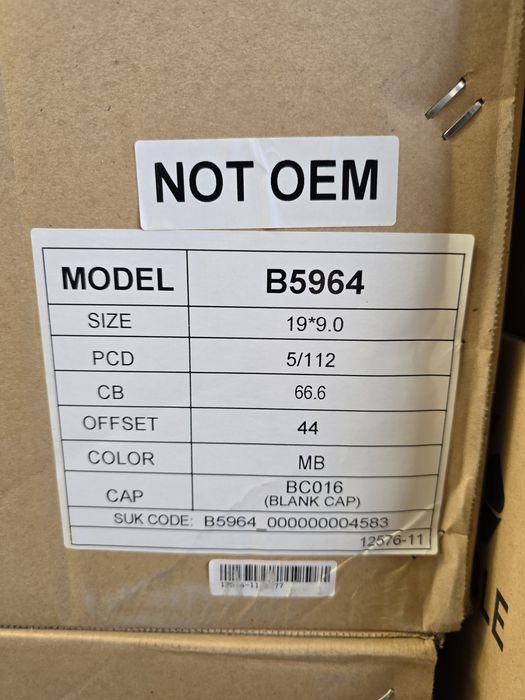 NOT OEM
MODEL B5964
SIZE 19*9.0
PCD 5/112
CB 66.6
OFFSET 44
COLOR MB
CAP BC016
(BLANK CAP)
SUK CODE: B5964_000000004583
12576-11